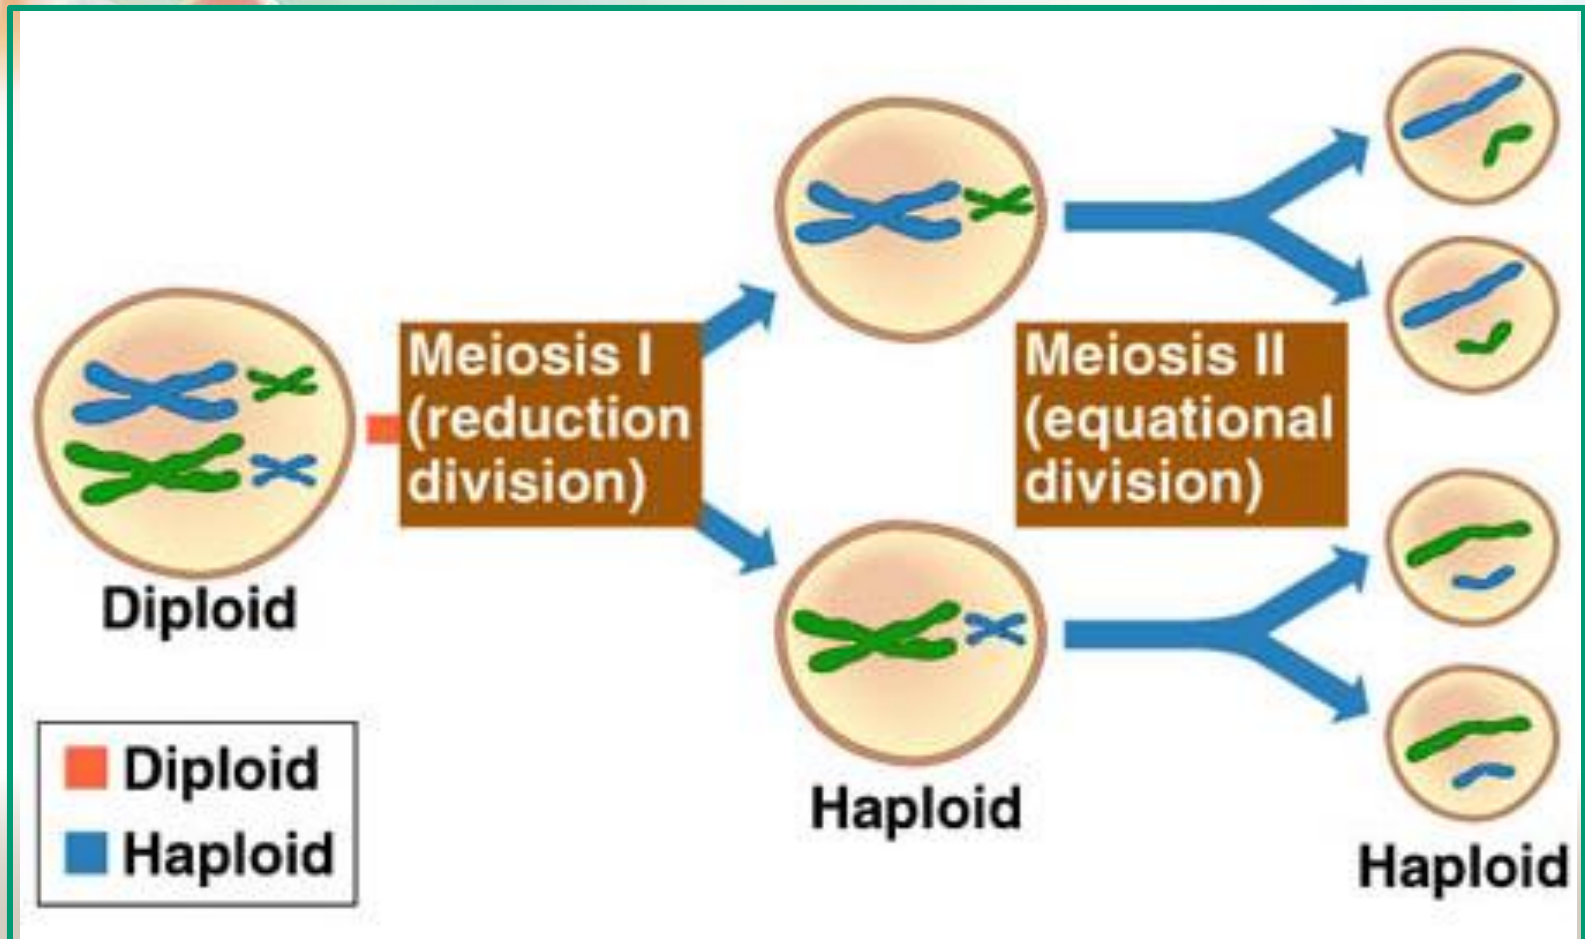 Diploid
Meiosis I
(reduction
division)
Haploid
Meiosis II
(equational
division)
Haploid
Diploid
Haploid